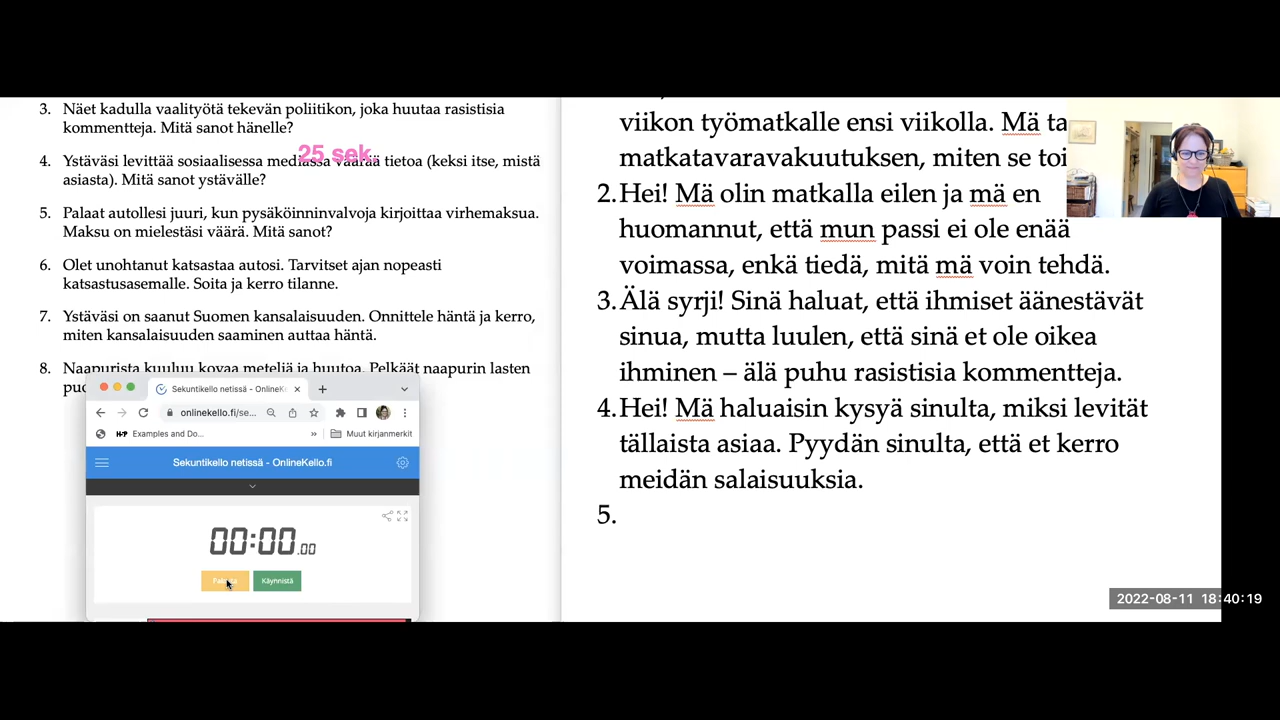 3. Näet kadulla vaalityötä tekevän poliitikon, joka huutaa rasistisia
kommentteja. Mitä sanot hänelle?
25 sek
4. Ystäväsi levittää sosiaalisessa mediassa väärää tietoa (keksi itse, mistä
asiasta). Mitä sanot ystävälle?
5. Palaat autollesi juuri, kun pysäköinninvalvoja kirjoittaa virhemaksua.
Maksu on mielestäsi väärä. Mitä sanot?
6. Olet unohtanut katsastaa autosi. Tarvitset ajan nopeasti
katsastusasemalle. Soita ja kerro tilanne.
7. Ystäväsi on saanut Suomen kansalaisuuden. Onnittele häntä ja kerro,
miten kansalaisuuden saaminen auttaa häntä.
8. Naapurista kuuluu kovaa meteliä ja huutoa. Pelkäät naapurin lasten
Sekuntikello netissä - OnlineK
onlinekello.fi/se...
H2P Examples and Do... » Muut kirjanmerkit
Sekuntikello netissä - OnlineKello.fi
00:00.00
Käynnistä
viikon työmatkalle ensi viikolla. Mä ta
matkatavaravakuutuksen, miten se toi
2. Hei! Mä olin matkalla eilen ja mä en
huomannut, että mun passi ei ole enää
voimassa, enkä tiedä, mitä mä voin tehdä.
3. Älä syrji! Sinä haluat, että ihmiset äänestävät
sinua, mutta luulen, että sinä et ole oikea
ihminen – älä puhu rasistisia kommentteja.
4. Hei! Mä haluaisin kysyä sinulta, miksi levität
tällaista asiaa. Pyydän sinulta, että et kerro
meidän salaisuuksia.
5.
2022-08-11 18:40:19